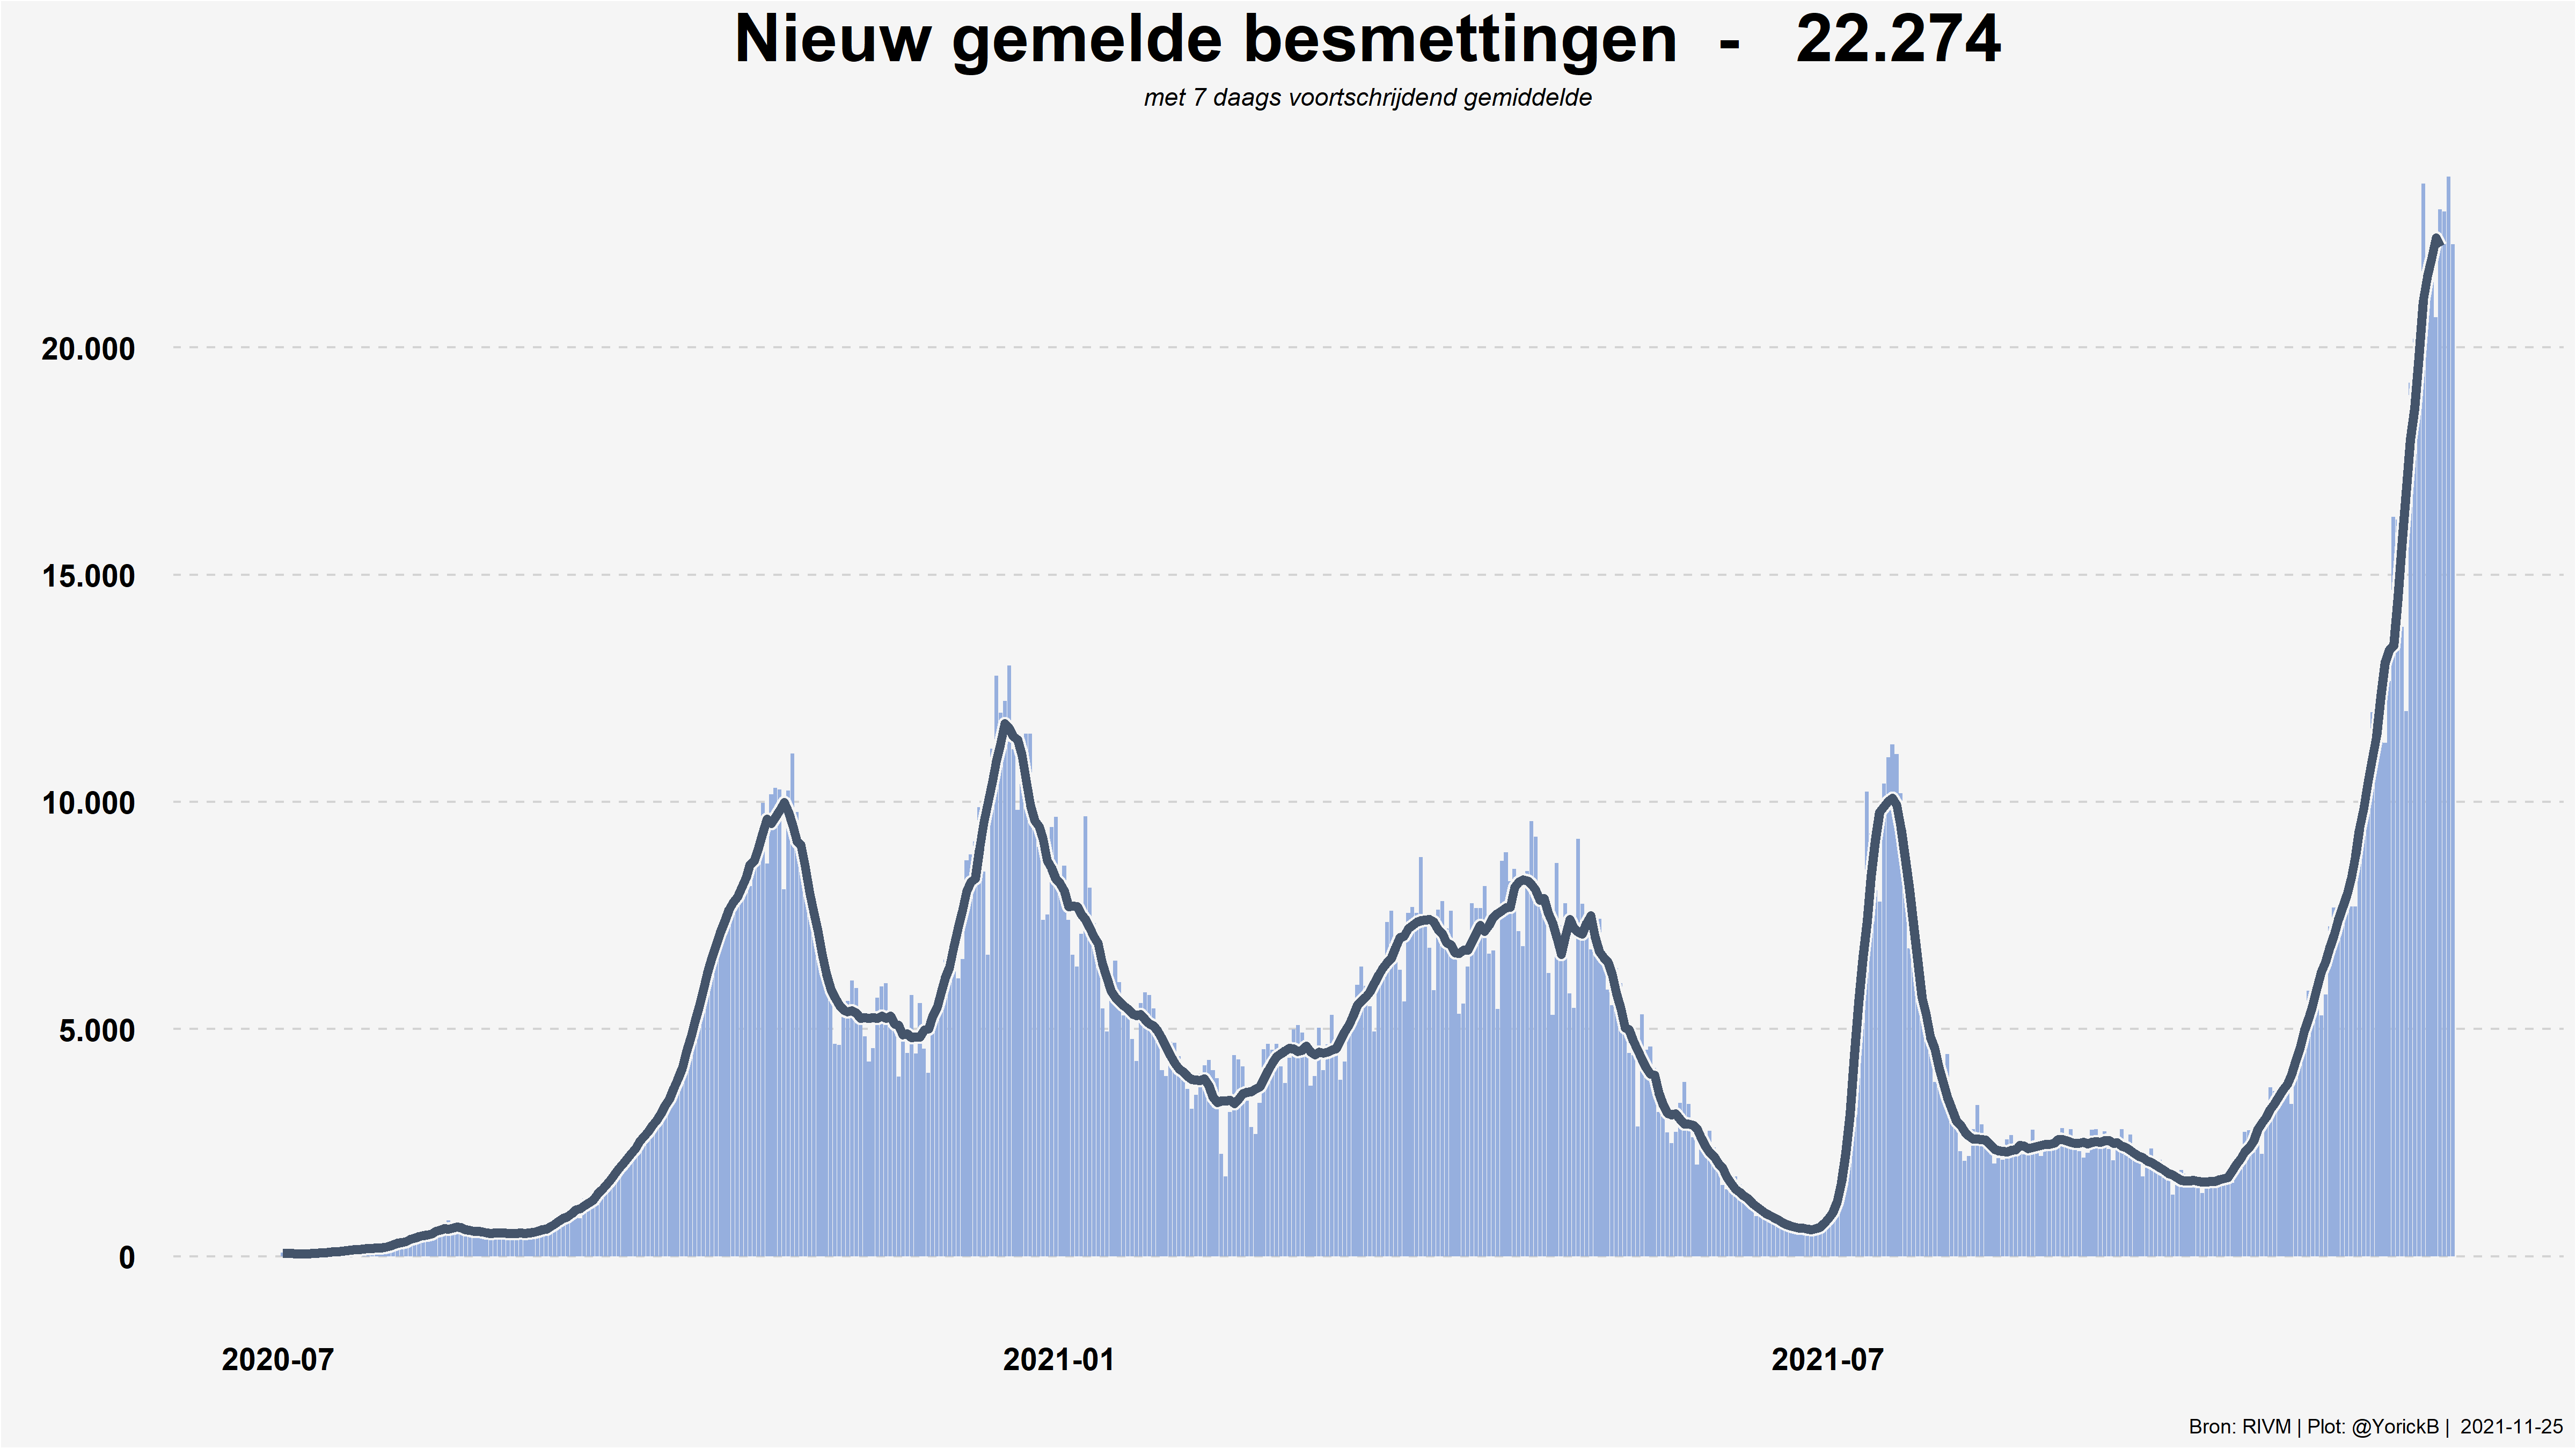 Nieuw gemelde besmettingen - 22.274
met 7 daags voortschrijdend gemiddelde
20.000
15.000
10.000
5.000
0
2020-07
2021-01
2021-07
Bron: RIVM | Plot: @YorickB | 2021-11-25